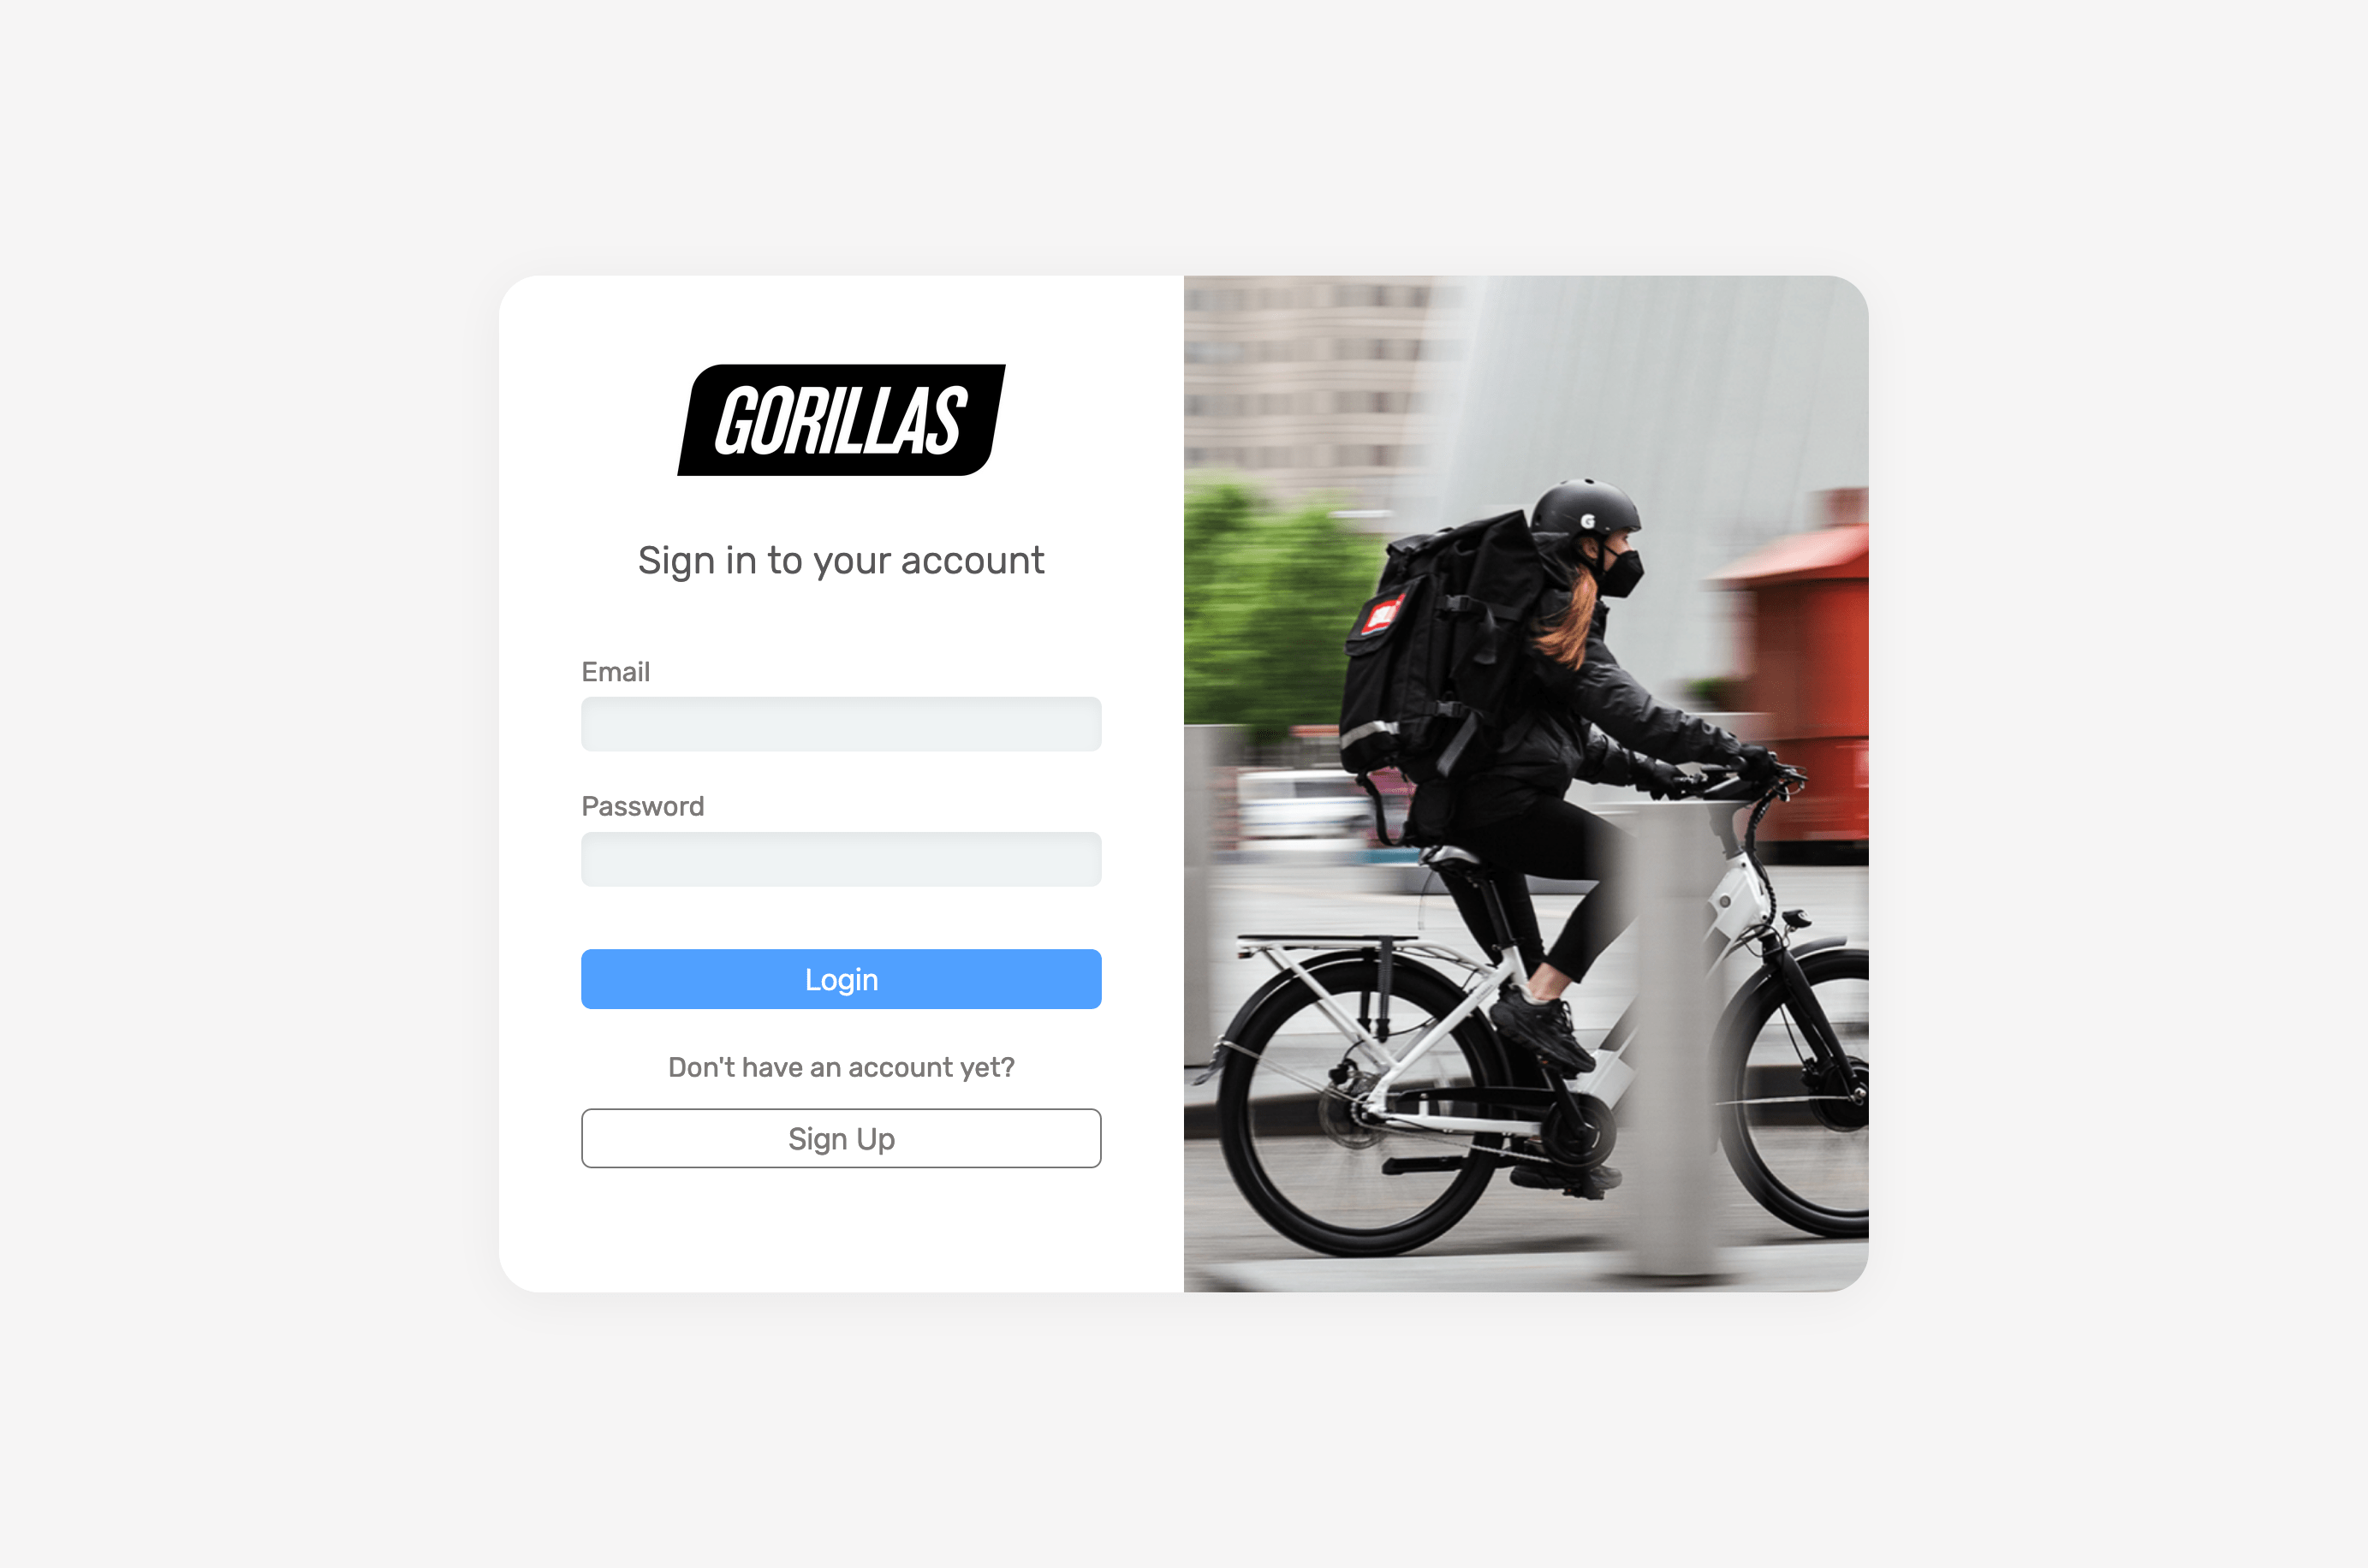 GORILLAS
Sign in to your account
Email
Password
Login
Don't have an account yet?
Sign Up
G